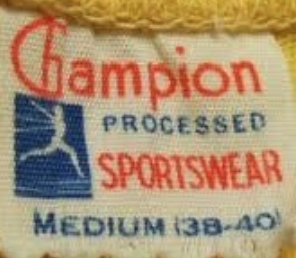 Champion
PROCESSED
SPORTSWEAR
MEDIUM (38-40)